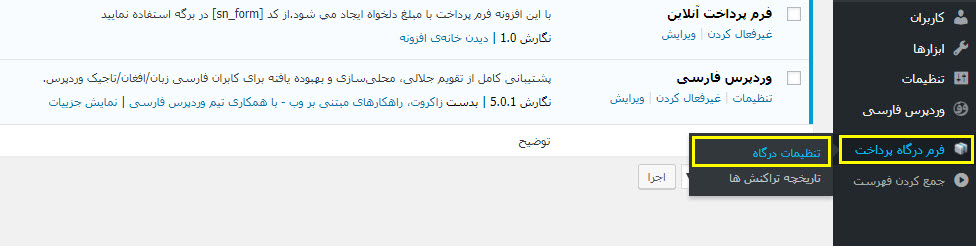 کاربران
ابزارها
تنظیمات
وردپرس فارسی
فرم درگاه پرداخت
جمع کردن فهرست
تنظیمات درگاه
تاریخچه تراکنش ها
فرم پرداخت آنلاین
غیرفعال کردن | ویرایش
با این افزونه فرم پرداخت با مبلغ دلخواه ایجاد می شود.از کد [sn_form] در برگه استفاده نمایید
نگارش 1.0 | دیدن خانه‌ی افزونه
وردپرس فارسی
تنظیمات | غیرفعال کردن | ویرایش
پشتیبانی کامل از تقویم جلالی، محلی‌سازی و بهبوده یافته برای کابران فارسی زبان/افغان/تاجیک وردپرس.
نگارش 5.0.1 | بدست زاکروت، راهکارهای مبتنی بر وب - با همکاری تیم وردپرس فارسی | نمایش جزییات
توضیح
اجرا